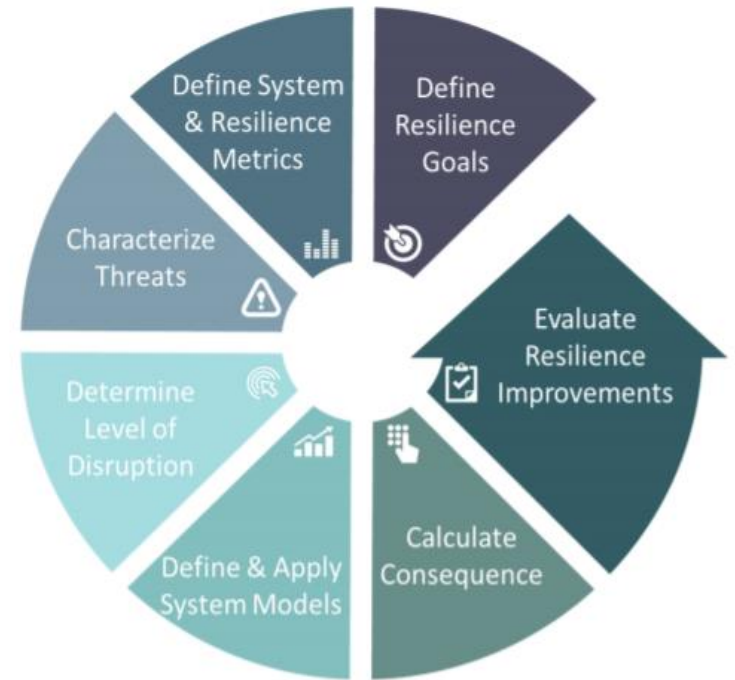 Define
Resilience
Goals
Define System
& Resilience
Metrics
Characterize
Threats
Determine
Level of
Disruption
Define & Apply
System Models
Calculate
Consequence
Evaluate
Resilience
Improvements